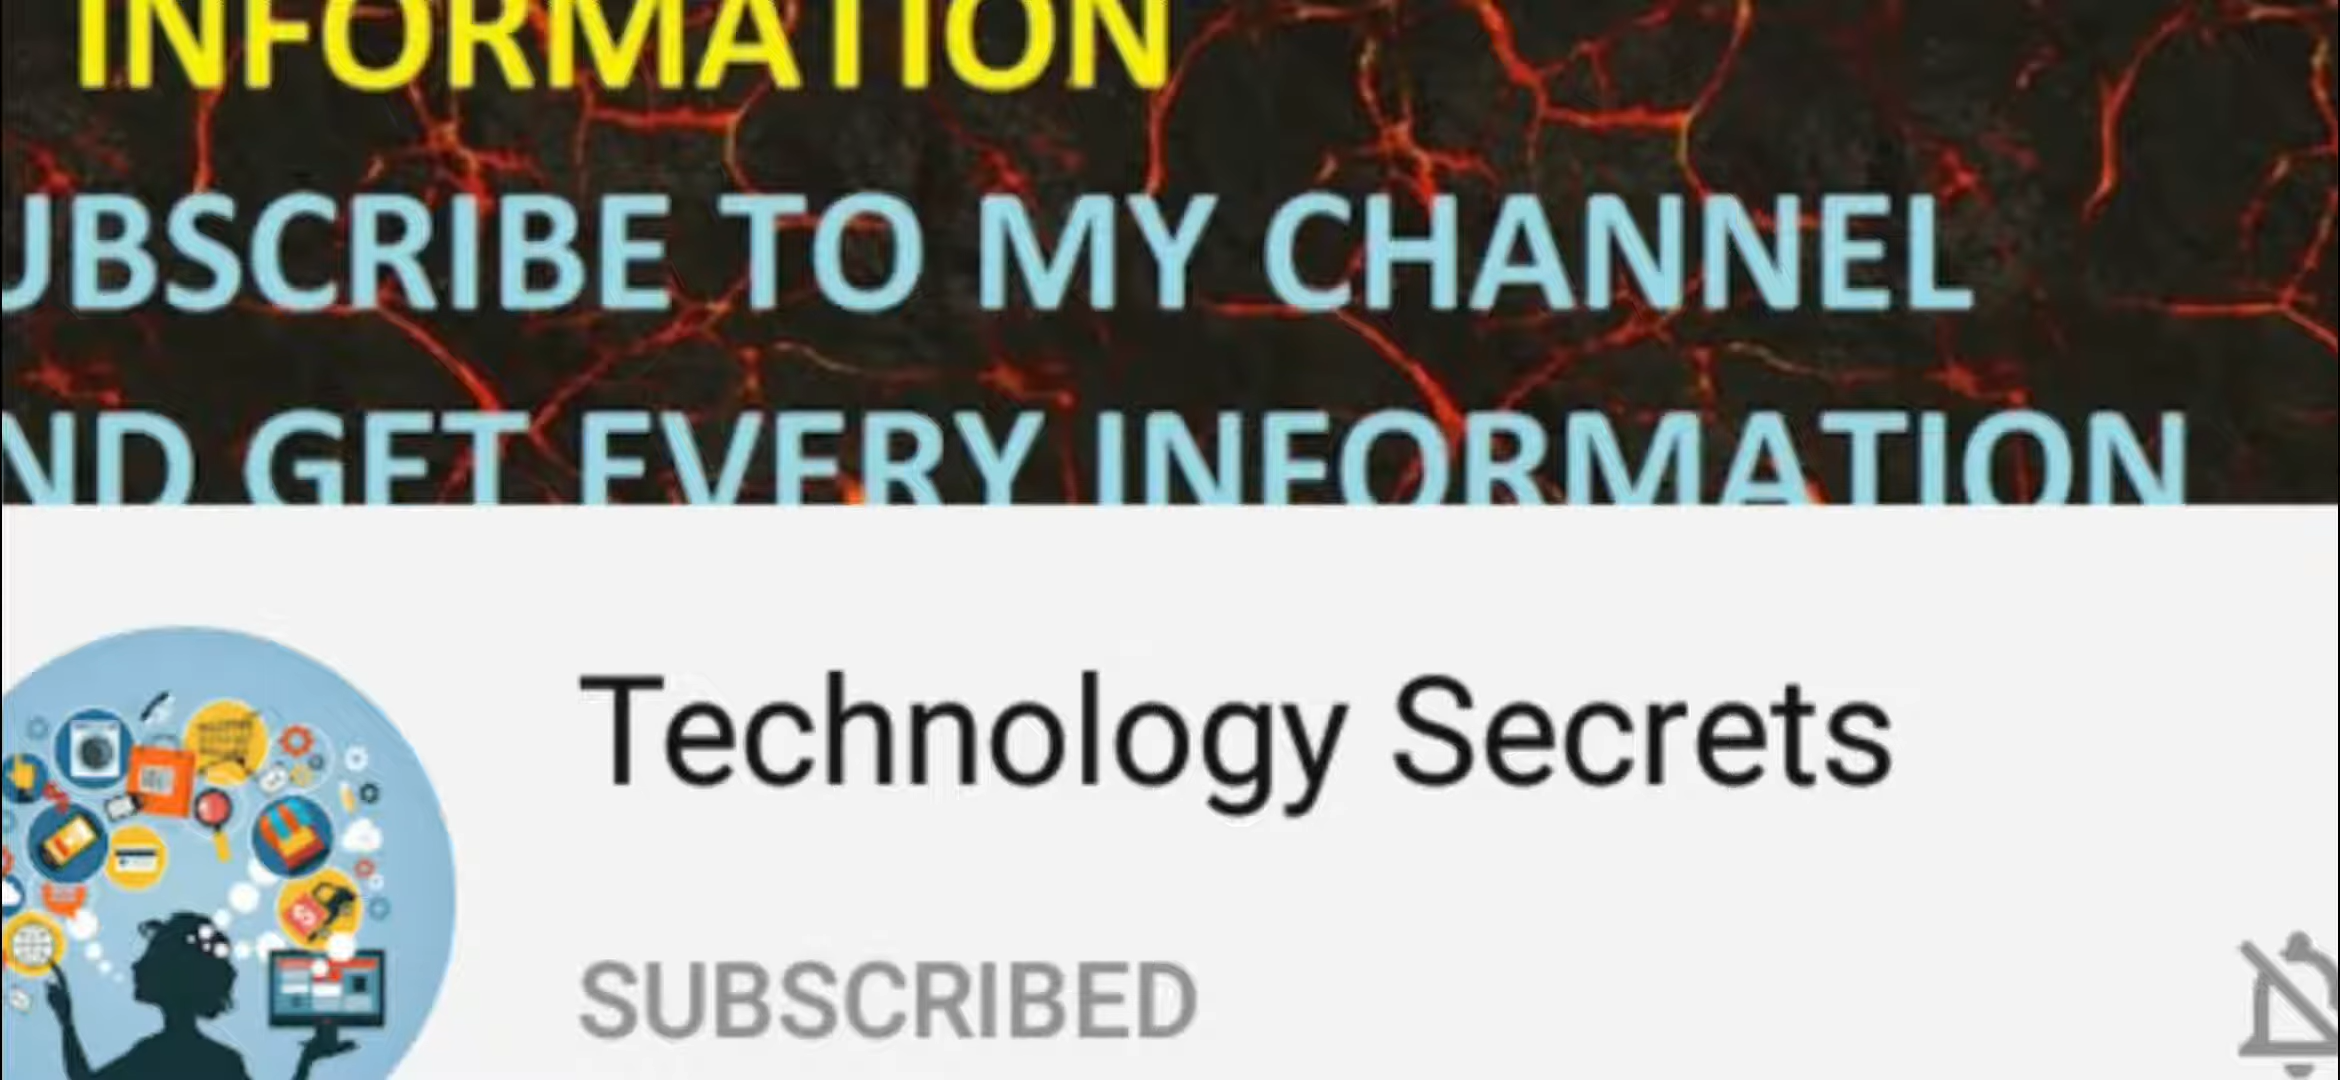 INFORMATION
UBSCRIBE TO MY CHANNEL
ND GET EVERY INFORMATION
Technology Secrets
SUBSCRIBED